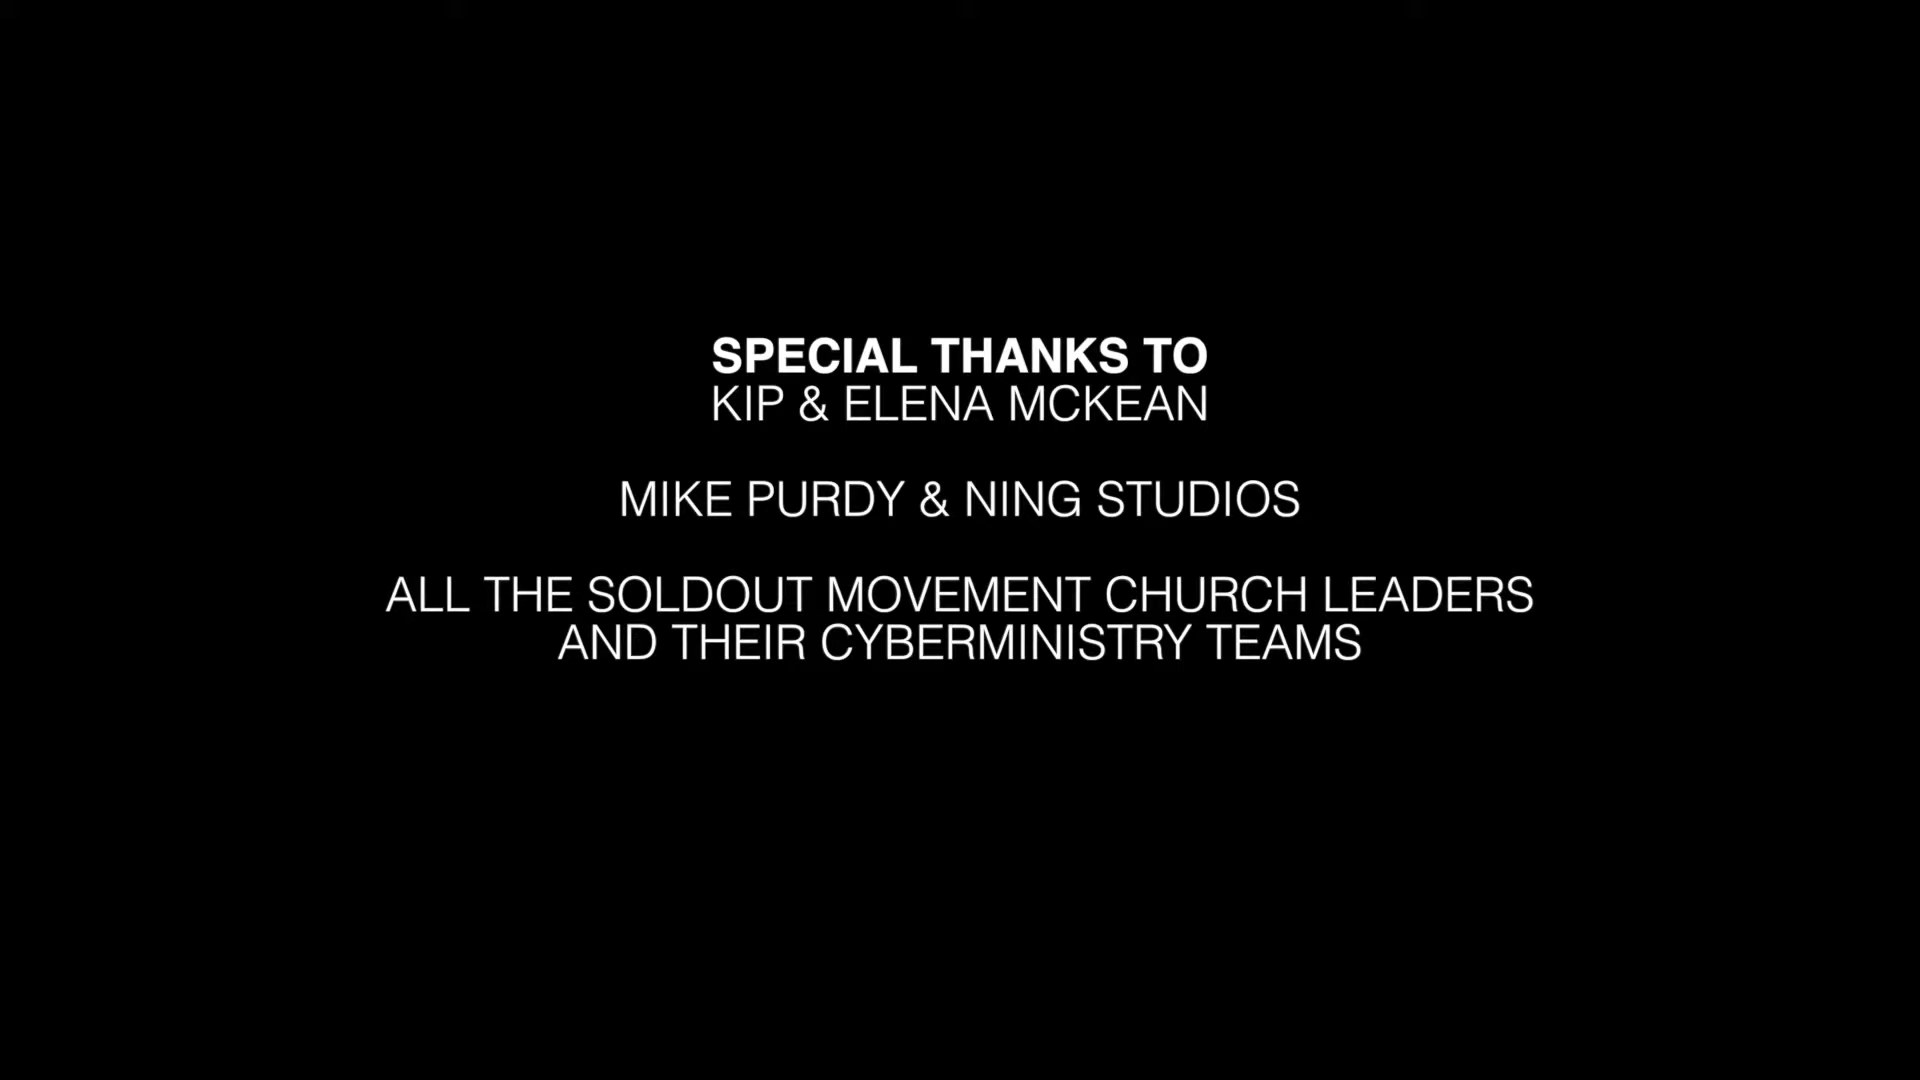 SPECIAL THANKS TO
KIP & ELENA MCKEAN
MIKE PURDY & NING STUDIOS
ALL THE SOLDOUT MOVEMENT CHURCH LEADERS
AND THEIR CYBERMINISTRY TEAMS